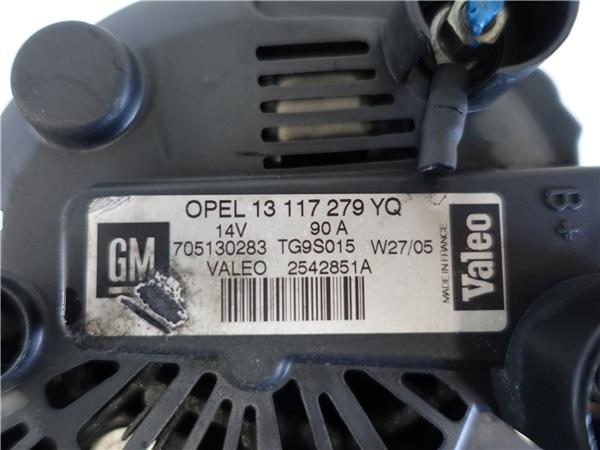 OPEL 13 117 279 YQ
14V 90 A
705130283 TG9S015 W27/05
VALEO 2542851A
GM
MADE IN FRANCE
Valeo
B+